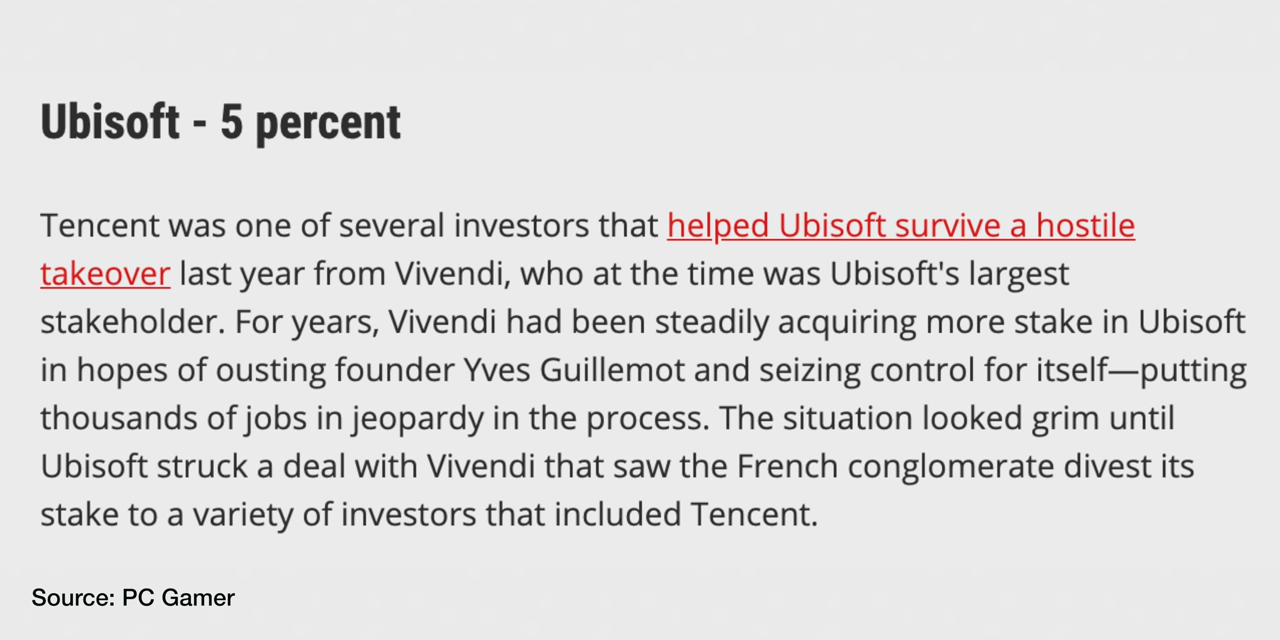 Ubisoft - 5 percent
Tencent was one of several investors that helped Ubisoft survive a hostile
takeover last year from Vivendi, who at the time was Ubisoft's largest
stakeholder. For years, Vivendi had been steadily acquiring more stake in Ubisoft
in hopes of ousting founder Yves Guillemot and seizing control for itself—putting
thousands of jobs in jeopardy in the process. The situation looked grim until
Ubisoft struck a deal with Vivendi that saw the French conglomerate divest its
stake to a variety of investors that included Tencent.
Source: PC Gamer